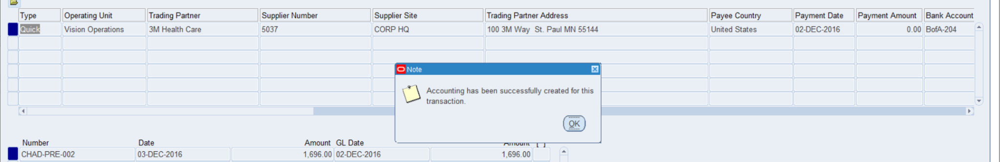 Type Operating Unit Trading Partner Supplier Number Supplier Site Trading Partner Address Payee Country Payment Date Payment Amount Bank Account
Quick Vision Operations 3M Health Care 5037 CORP HQ 100 3M Way St. Paul MN 55144 United States 02-DEC-2016 0.00 BofA-204
Note
Accounting has been successfully created for this
transaction.
OK
Number Date Amount GL Date Amount [ ]
CHAD-PRE-002 03-DEC-2016 1,696.00 02-DEC-2016 1,696.00